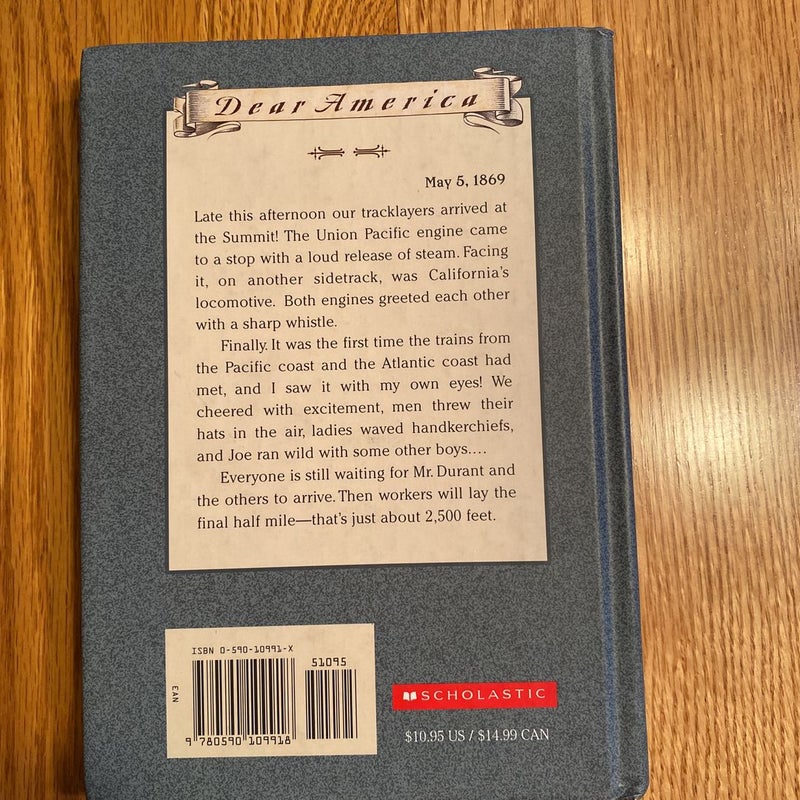 Dear America
May 5, 1869
Late this afternoon our tracklayers arrived at
the Summit! The Union Pacific engine came
to a stop with a loud release of steam. Facing
it, on another sidetrack, was California's
locomotive. Both engines greeted each other
with a sharp whistle.
Finally. It was the first time the trains from
the Pacific coast and the Atlantic coast had
met, and I saw it with my own eyes! We
cheered with excitement, men threw their
hats in the air, ladies waved handkerchiefs,
and Joe ran wild with some other boys....
Everyone is still waiting for Mr. Durant and
the others to arrive. Then workers will lay the
final half mile—that's just about 2,500 feet.
ISBN 0-590-10991-X
51095
EAN
9 780590 109918
SCHOLASTIC
$10.95 US / $14.99 CAN